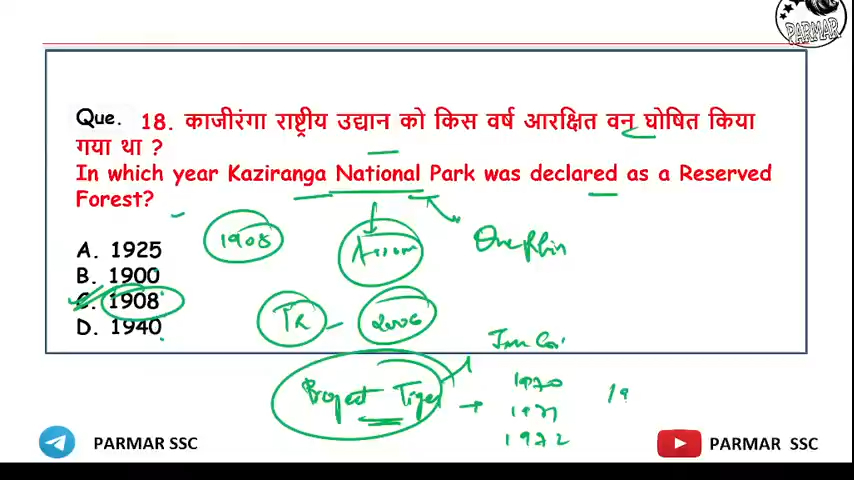 PARMAR
Que. 18. काजीरंगा राष्ट्रीय उद्यान को किस वर्ष आरक्षित वन घोषित किया
गया था ?
In which year Kaziranga National Park was declared as a Reserved
Forest?
1908
Assam
A. 1925
B. 1900
C. 1908
D. 1940
TR - 2006
Project Tiger
1970
1971
1972
19
PARMAR SSC
PARMAR SSC